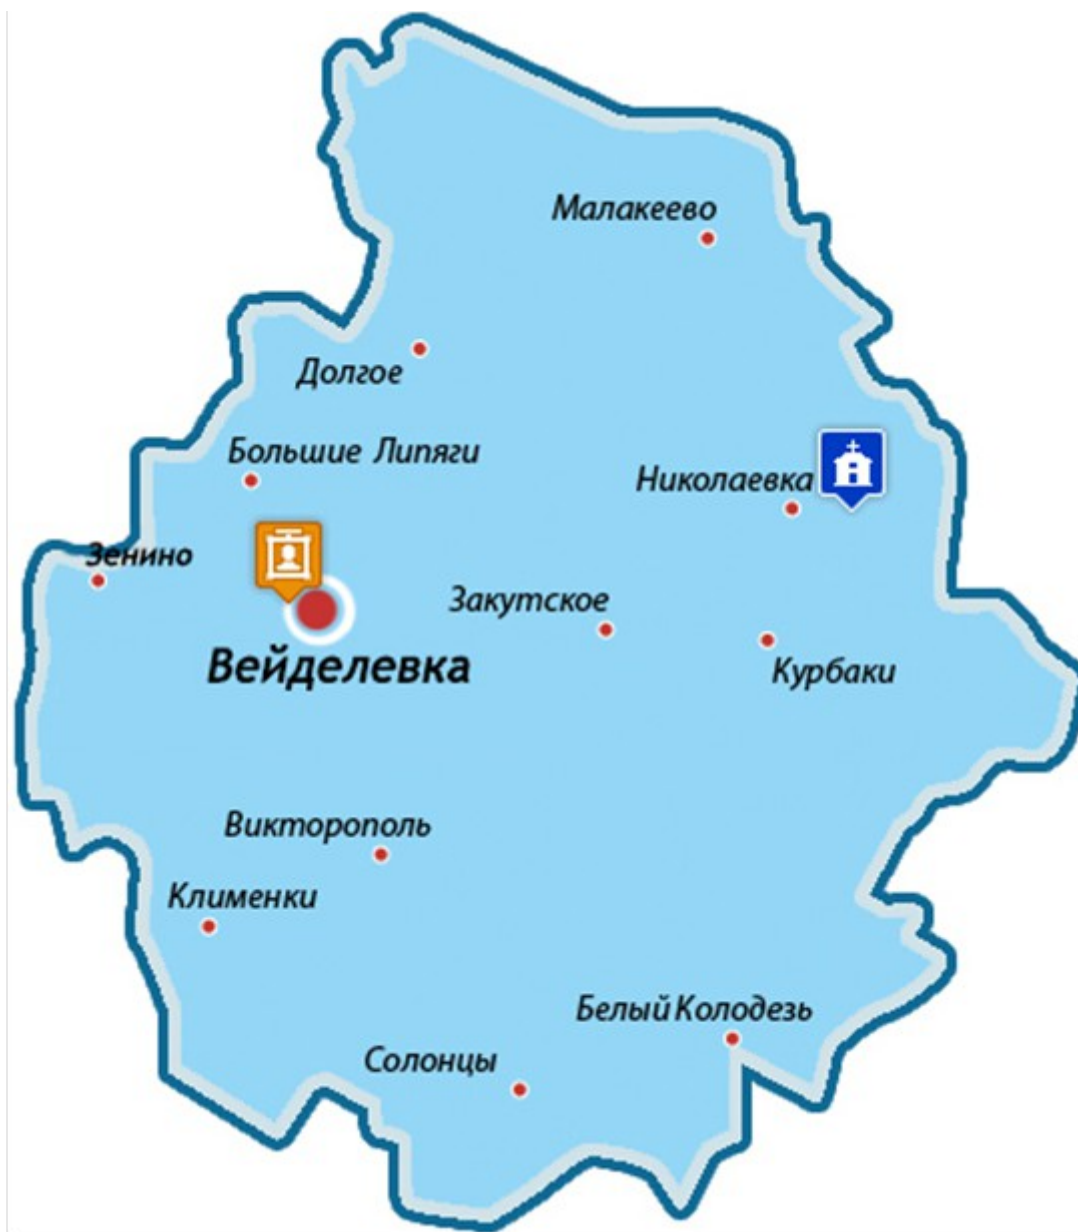 Малакеево
Долгое
Большие Липяги
Николаевка
Зенино
Закутское
Вейделевка
Курбаки
Викторополь
Клименки
Белый Колодезь
Солонцы